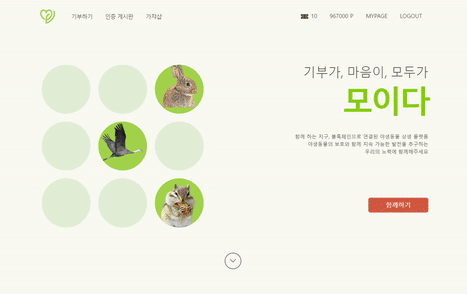 기부하기 인증 게시판 가치샵 10 967000 P MYPAGE LOGOUT
기부가, 마음이, 모두가
모이다
함께 하는 지구, 블록체인으로 연결된 야생동물 상생 플랫폼
야생동물의 보호와 함께 지속 가능한 발전을 추구하는
우리의 노력에 함께해주세요
함께하기